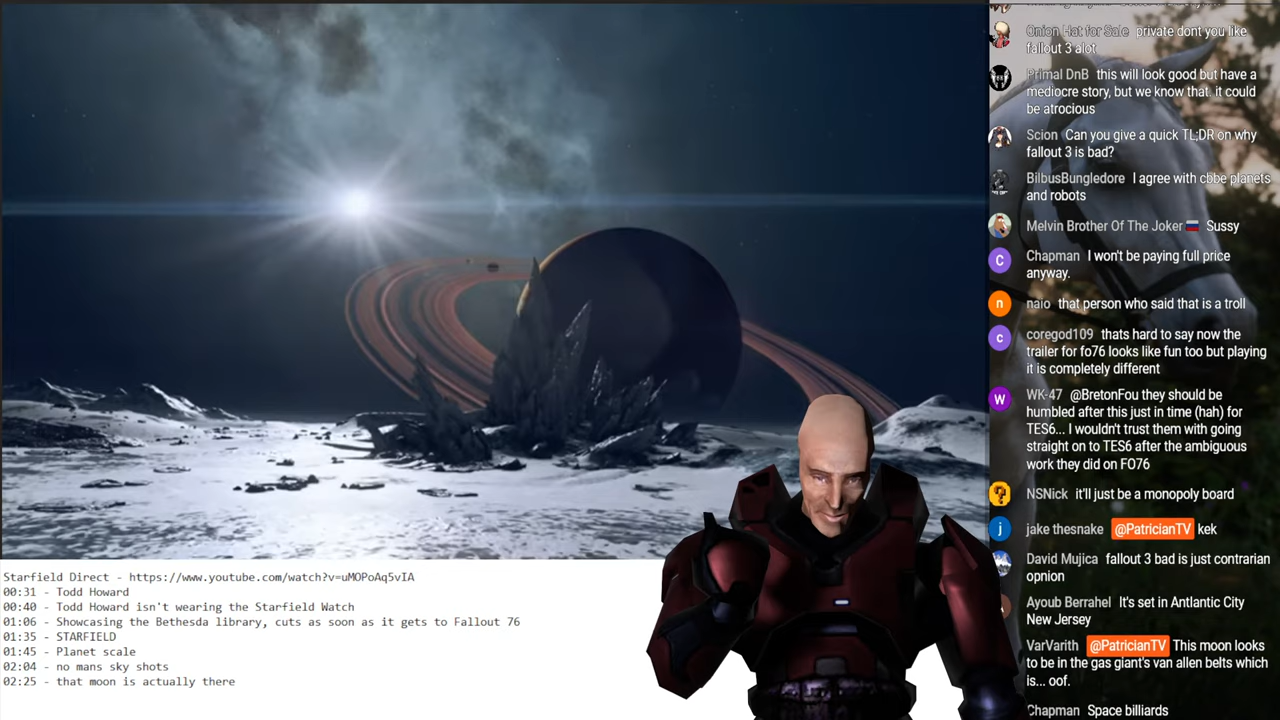 Starfield Direct - https://www.youtube.com/watch?v=uMOPoAq5vIA
00:31 - Todd Howard
00:40 - Todd Howard isn't wearing the Starfield Watch
01:06 - Showcasing the Bethesda library, cuts as soon as it gets to Fallout 76
01:35 - STARFIELD
01:45 - Planet scale
02:04 - no mans sky shots
02:25 - that moon is actually there
Onion Hat for Sale private dont you like
fallout 3 alot
Primal DnB this will look good but have a
mediocre story, but we know that. it could
be atrocious
Scion Can you give a quick TL;DR on why
fallout 3 is bad?
BilbusBungledore I agree with cbbe planets
and robots
Melvin Brother Of The Joker Sussy
Chapman I won't be paying full price
anyway.
naio that person who said that is a troll
coregod109 thats hard to say now the
trailer for fo76 looks like fun too but playing
it is completely different
WK-47 @BretonFou they should be
humbled after this just in time (hah) for
TES6... I wouldn't trust them with going
straight on to TES6 after the ambiguous
work they did on FO76
NSNick it'll just be a monopoly board
jake thesnake @PatricianTV kek
David Mujica fallout 3 bad is just contrarian
opnion
Ayoub Berrahel It's set in Antlantic City
New Jersey
VarVarith @PatricianTV This moon looks
to be in the gas giant's van allen belts which
is... oof.
Chapman Space billiards